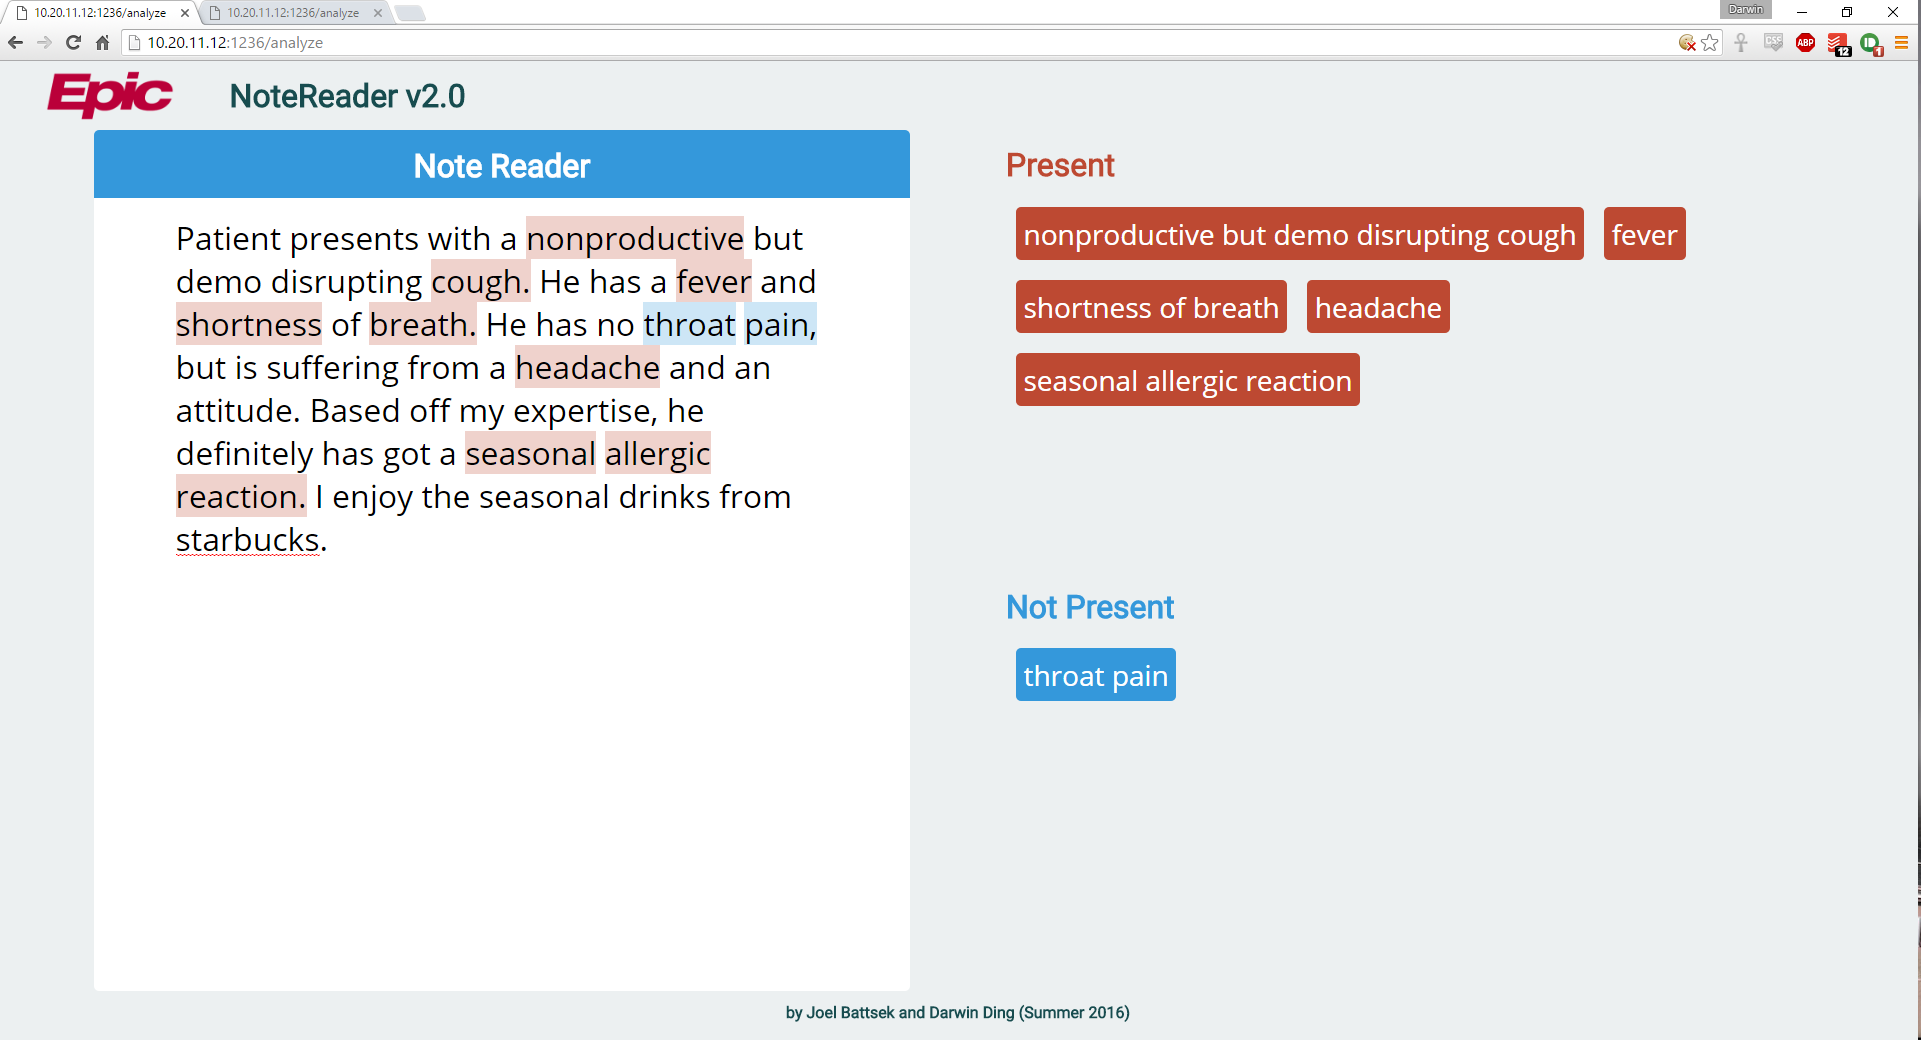 10.20.11.12:1236/analyze
10.20.11.12:1236/analyze
Darwin
10.20.11.12:1236/analyze
CSS
ABP
12
1
Epic
NoteReader v2.0
Note Reader
Patient presents with a nonproductive but
demo disrupting cough. He has a fever and
shortness of breath. He has no throat pain,
but is suffering from a headache and an
attitude. Based off my expertise, he
definitely has got a seasonal allergic
reaction. I enjoy the seasonal drinks from
starbucks.
Present
nonproductive but demo disrupting cough
fever
shortness of breath
headache
seasonal allergic reaction
Not Present
throat pain
by Joel Battsek and Darwin Ding (Summer 2016)